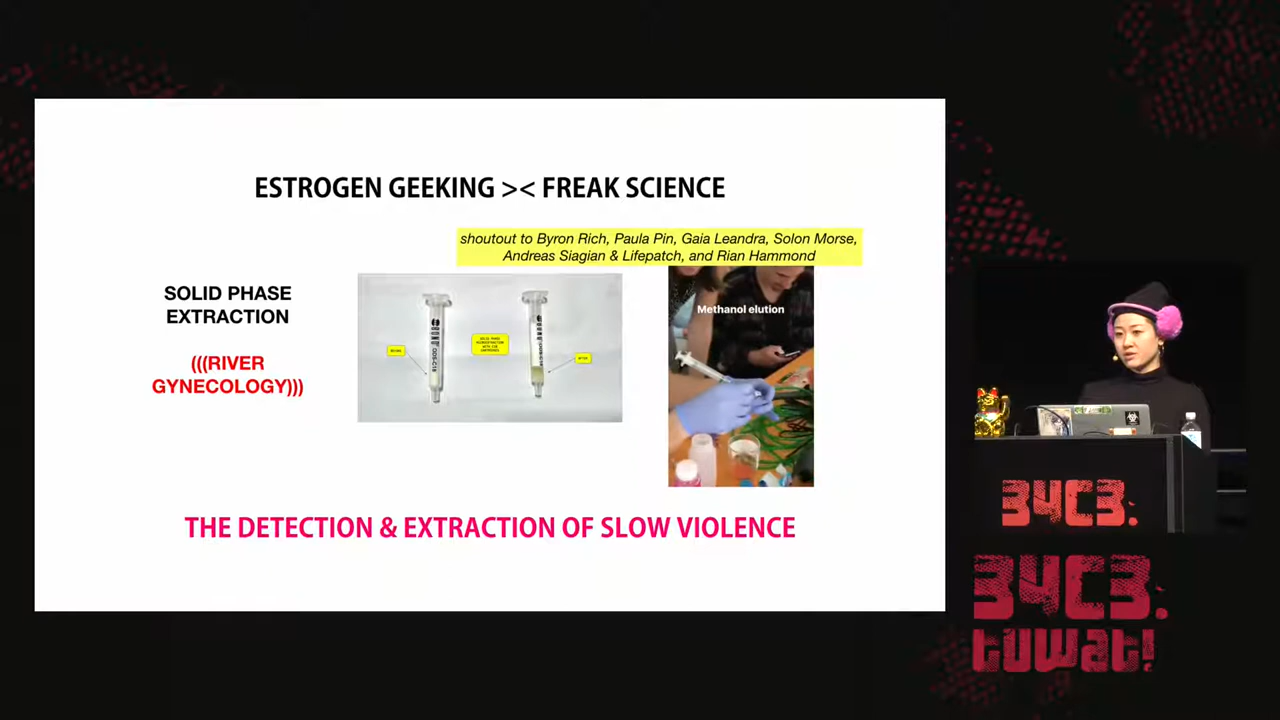 ESTROGEN GEEKING >< FREAK SCIENCE
shoutout to Byron Rich, Paula Pin, Gaia Leandra, Solon Morse,
Andreas Siagian & Lifepatch, and Rian Hammond
SOLID PHASE
EXTRACTION
(((RIVER
GYNECOLOGY)))
Methanol elution
THE DETECTION & EXTRACTION OF SLOW VIOLENCE
34C3.
34C3.
tuwat!